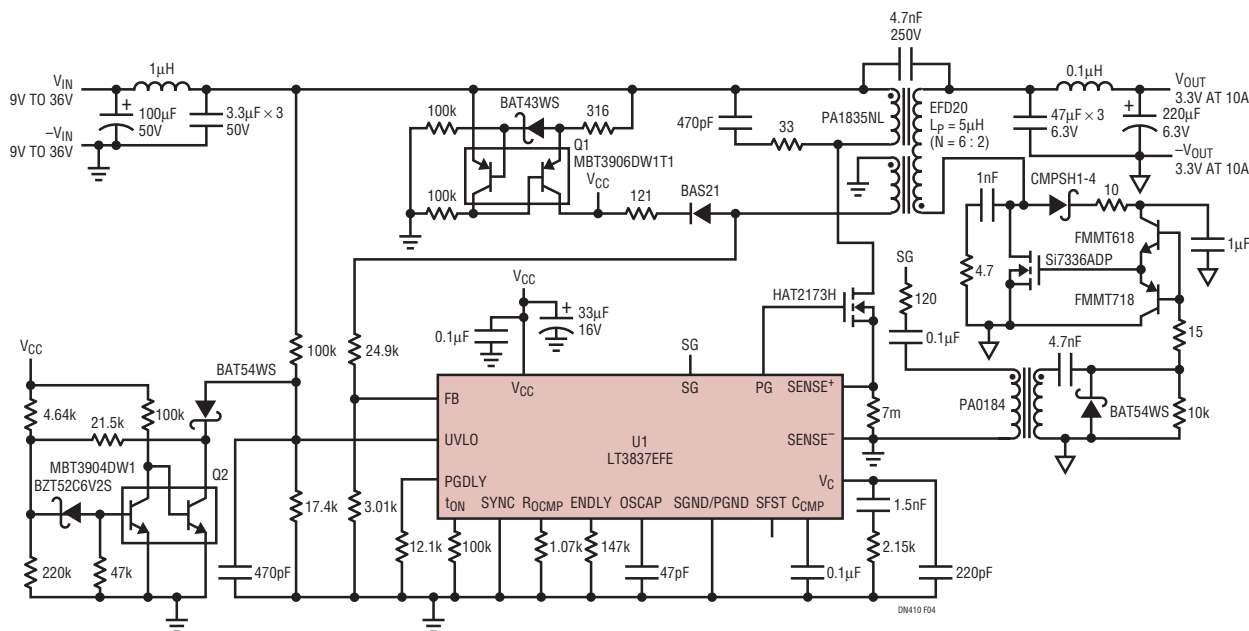 4.7nF
250V
VIN
9V TO 36V
1µH
100µF
50V
3.3µF × 3
50V
−VIN
9V TO 36V
100k
BAT43WS
316
Q1
MBT3906DW1T1
100k
VCC
121
BAS21
470pF
33
PA1835NL
EFD20
LP = 5µH
(N = 6 : 2)
0.1µH
VOUT
3.3V AT 10A
47µF × 3
6.3V
220µF
6.3V
−VOUT
3.3V AT 10A
1nF
CMPSH1-4
10
FMMT618
1µF
4.7
Si7336ADP
FMMT718
15
HAT2173H
SG
120
0.1µF
4.7nF
PA0184
BAT54WS
10k
VCC
0.1µF
33µF
16V
24.9k
100k
VCC
BAT54WS
4.64k
21.5k
100k
MBT3904DW1
BZT52C6V2S
Q2
220k
47k
470pF
17.4k
3.01k
SG
VCC
SG
PG
SENSE+
FB
UVLO
U1
LT3837EFE
SENSE−
7m
PGDLY
VC
tON
SYNC
ROCMP
ENDLY
OSCAP
SGND/PGND
SFST
CCMP
12.1k
100k
1.07k
147k
47pF
0.1µF
1.5nF
2.15k
220pF
DN410 F04